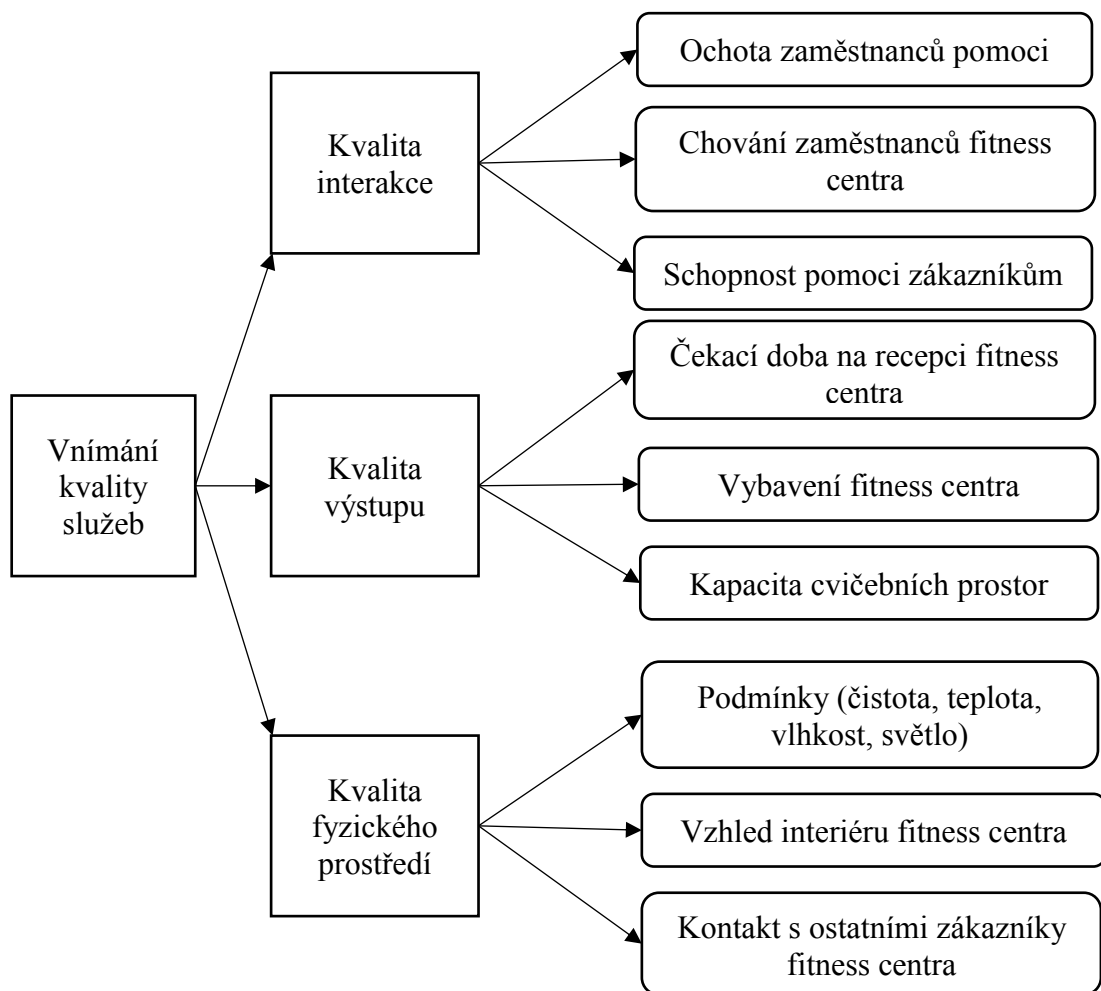 Ochota zaměstnanců pomoci
Kvalita
interakce
Chování zaměstnanců fitness
centra
Schopnost pomoci zákazníkům
Čekací doba na recepci fitness
centra
Vnímání
kvality
služeb
Kvalita
výstupu
Vybavení fitness centra
Kapacita cvičebních prostor
Podmínky (čistota, teplota,
vlhkost, světlo)
Kvalita
fyzického
prostředí
Vzhled interiéru fitness centra
Kontakt s ostatními zákazníky
fitness centra